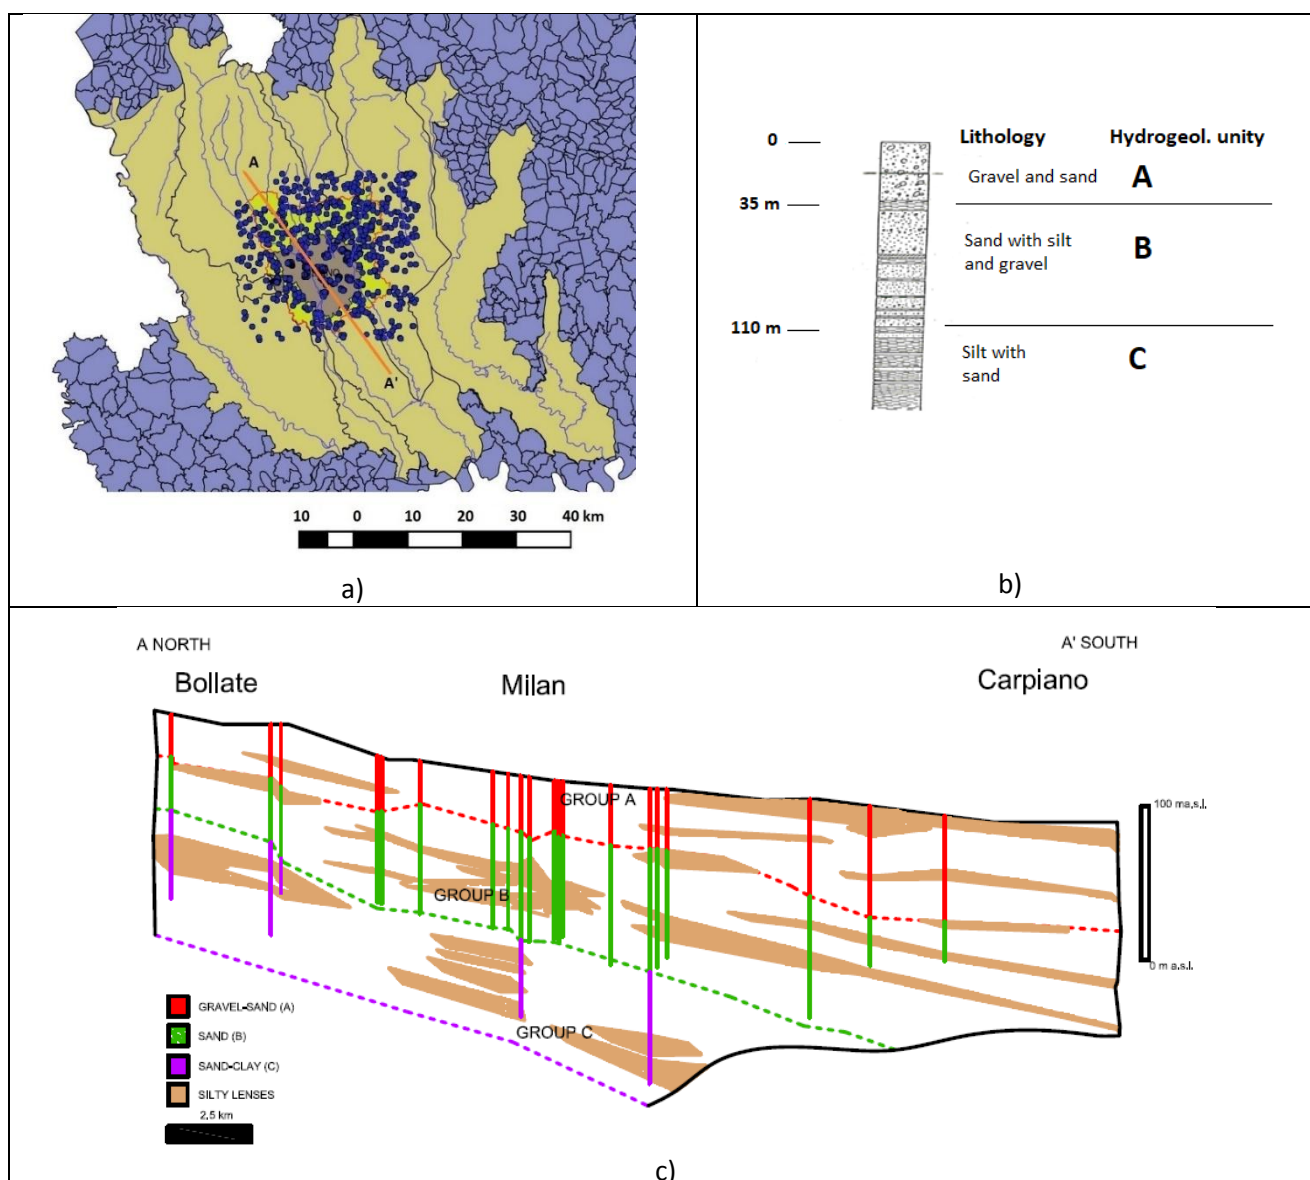 A
A'
10 0 10 20 30 40 km
a)
Lithology Hydrogeol. unity
0
Gravel and sand A
35 m
Sand with silt
and gravel
B
110 m
Silt with
sand
C
b)
A NORTH
A' SOUTH
Bollate
Milan
Carpiano
GROUP A
100 ma.s.l.
GROUP B
0 m a.s.l.
GRAVEL-SAND (A)
GROUP C
SAND (B)
SAND-CLAY (C)
SILTY LENSES
2.5 km
c)